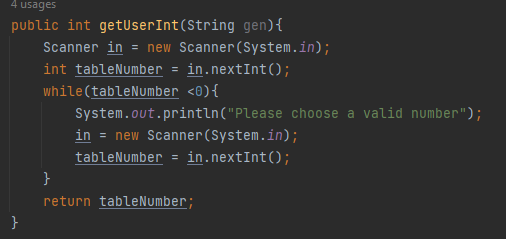 4 usages
public int getUserInt(String gen){
Scanner in = new Scanner(System.in);
int tableNumber = in.nextInt();
while(tableNumber <0){
System.out.println("Please choose a valid number");
in = new Scanner(System.in);
tableNumber = in.nextInt();
}
return tableNumber;
}